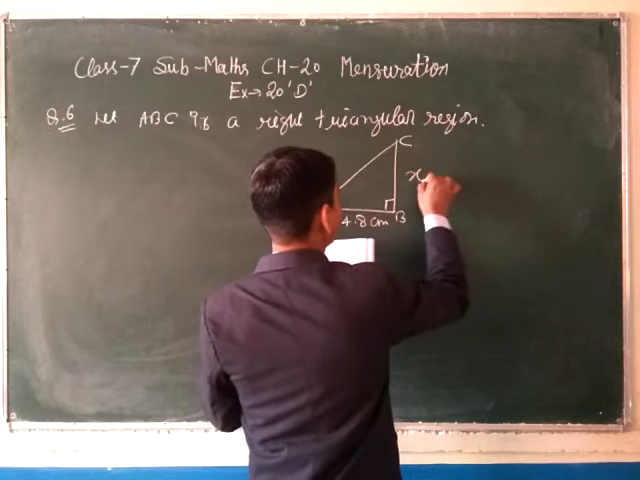 Class-7 Sub-Maths CH-20 Mensuration
Ex→20'D'
Q.6 Let ABC is a right triangular region.
C
x
4.8 cm B